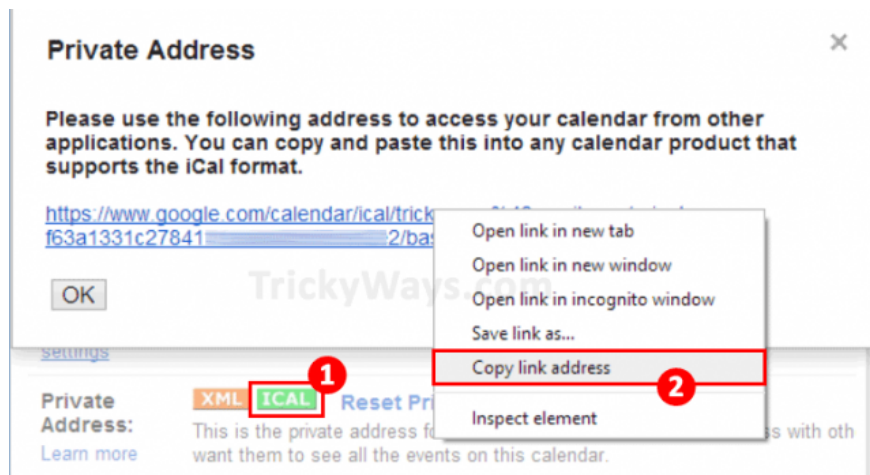 Private Address
Please use the following address to access your calendar from other
applications. You can copy and paste this into any calendar product that
supports the iCal format.
https://www.google.com/calendar/ical/trick
f63a1331c27841 2/bas
OK
TrickyWays.com
Open link in new tab
Open link in new window
Open link in incognito window
Save link as...
Copy link address
2
Inspect element
settings
1
Private
Address:
Learn more
XML ICAL Reset Pri
This is the private address fo ss with oth
want them to see all the events on this calendar.